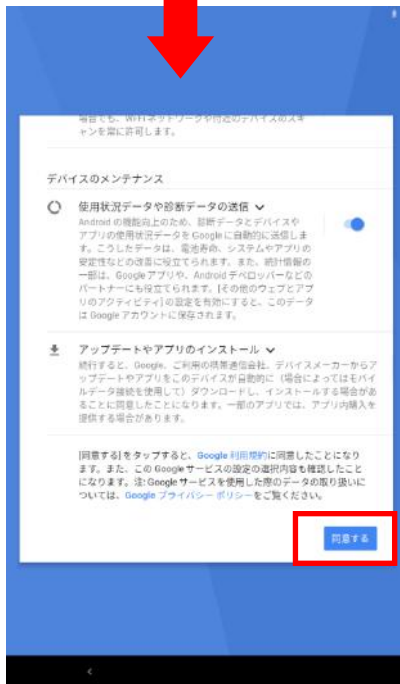 場合でも、Wi-Fi ネットワークや付近のデバイスのスキ
ャンを常に許可します。
デバイスのメンテナンス
使用状況データや診断データの送信
Android の機能向上のため、診断データとデバイスや
アプリの使用状況データを Google に自動的に送信しま
す。こうしたデータは、電池寿命、システムやアプリの
安定性などの改善に役立てられます。また、統計情報の
一部は、Google アプリや、Android デベロッパーなどの
パートナーにも役立てられます。[その他のウェブとアプ
リのアクティビティ] の設定を有効にすると、このデータ
は Google アカウントに保存されます。
アップデートやアプリのインストール
続行すると、Google、ご利用の携帯通信会社、デバイスメーカーからア
ップデートやアプリをこのデバイスが自動的に（場合によってはモバイ
ルデータ接続を使用して）ダウンロードし、インストールする場合があ
ることに同意したことになります。一部のアプリでは、アプリ内購入を
提供する場合があります。
[同意する] をタップすると、Google 利用規約に同意したことになり
ます。また、この Google サービスの設定の選択内容も確認したこと
になります。注: Google サービスを使用した際のデータの取り扱いに
ついては、Google プライバシー ポリシーをご覧ください。
同意する